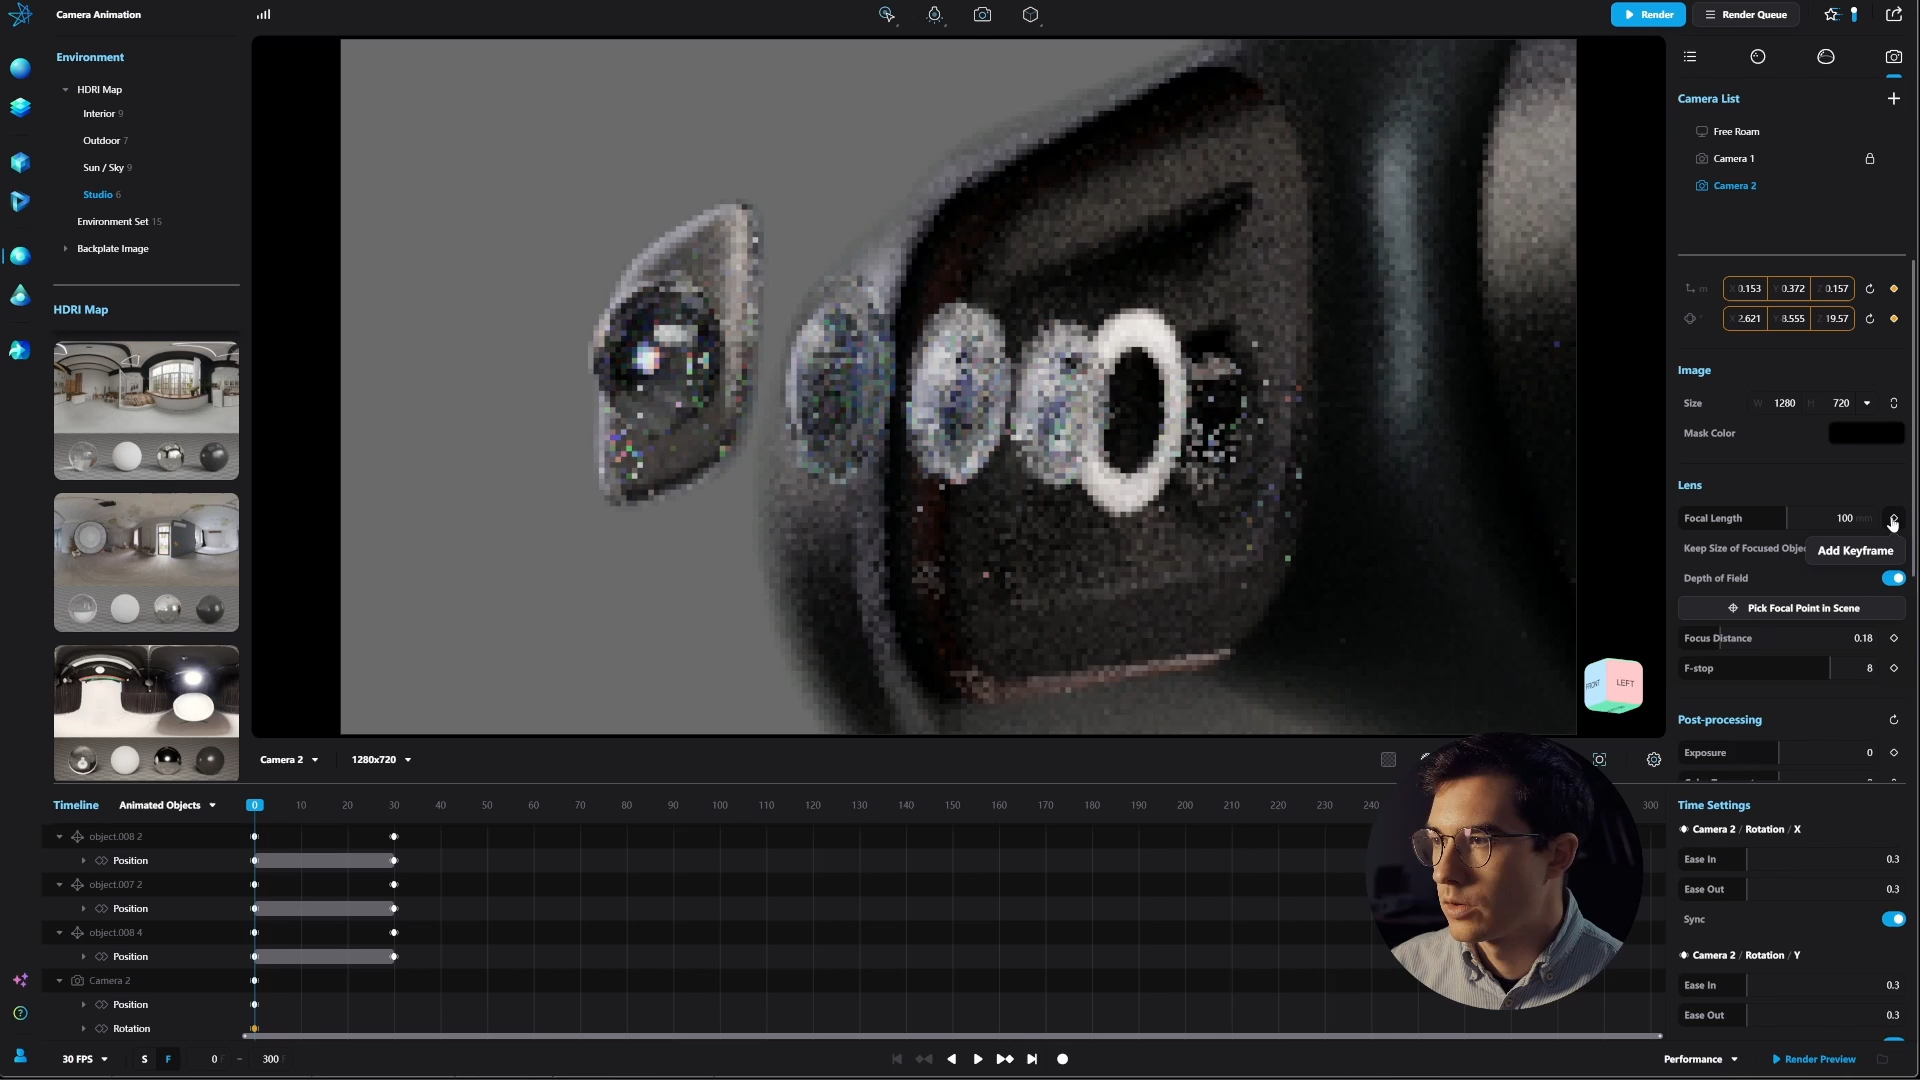 Camera Animation
Render
Render Queue
Environment
HDRI Map
Interior 9
Outdoor 7
Sun / Sky 9
Studio 6
Environment Set 15
Backplate Image
HDRI Map
Camera List
Free Roam
Camera 1
Camera 2
m X 0.153 Y 0.372 Z 0.157
X 2.621 Y 8.555 Z 19.57
Image
Size W 1280 H 720
Mask Color
Lens
Focal Length 100 mm
Keep Size of Focused Objec
Add Keyframe
Depth of Field
Pick Focal Point in Scene
Focus Distance 0.18
F-stop 8
Post-processing
Exposure 0
FRONT LEFT
Camera 2 1280x720
Timeline Animated Objects 0 10 20 30 40 50 60 70 80 90 100 110 120 130 140 150 160 170 180 190 200 210 220 230 240 300
object.008 2
Position
object.007 2
Position
object.008 4
Position
Camera 2
Position
Rotation
Time Settings
Camera 2 / Rotation / X
Ease In 0.3
Ease Out 0.3
Sync
Camera 2 / Rotation / Y
Ease In 0.3
Ease Out 0.3
30 FPS S F 0 F - 300 F
Performance Render Preview